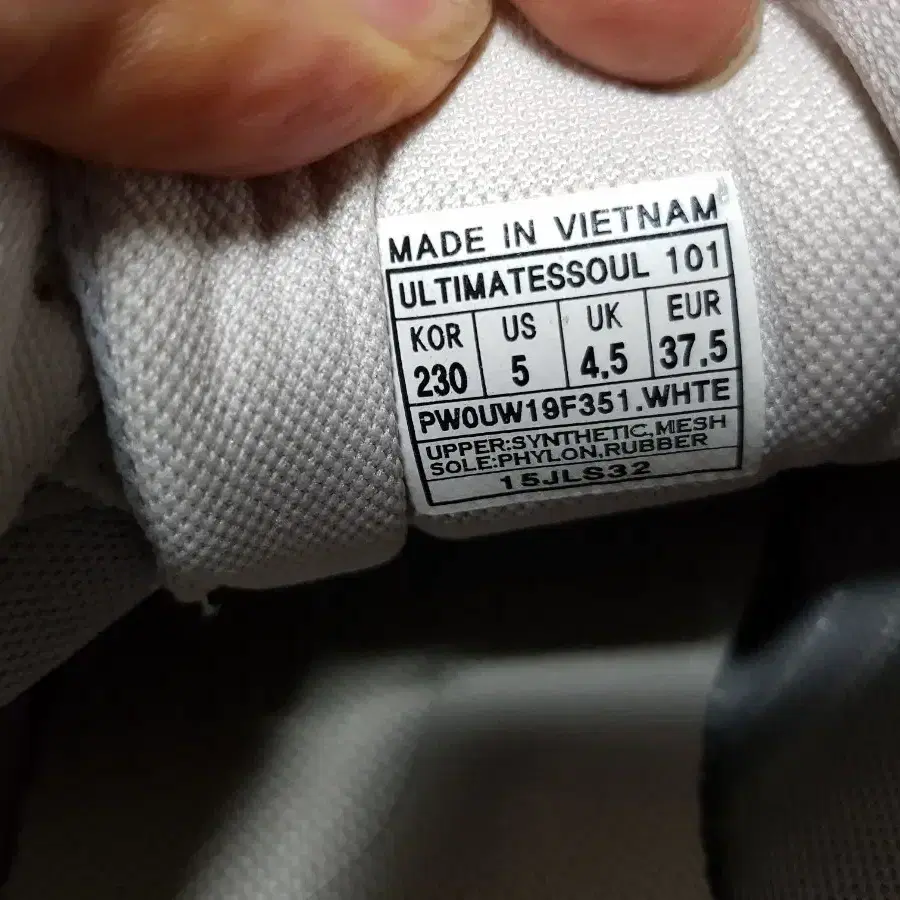 MADE IN VIETNAM
ULTIMATESSOUL 101
KOR US UK EUR
230 5 4.5 37.5
PW0UW19F351.WHTE
UPPER:SYNTHETIC,MESH
SOLE:PHYLON,RUBBER
15JLS32